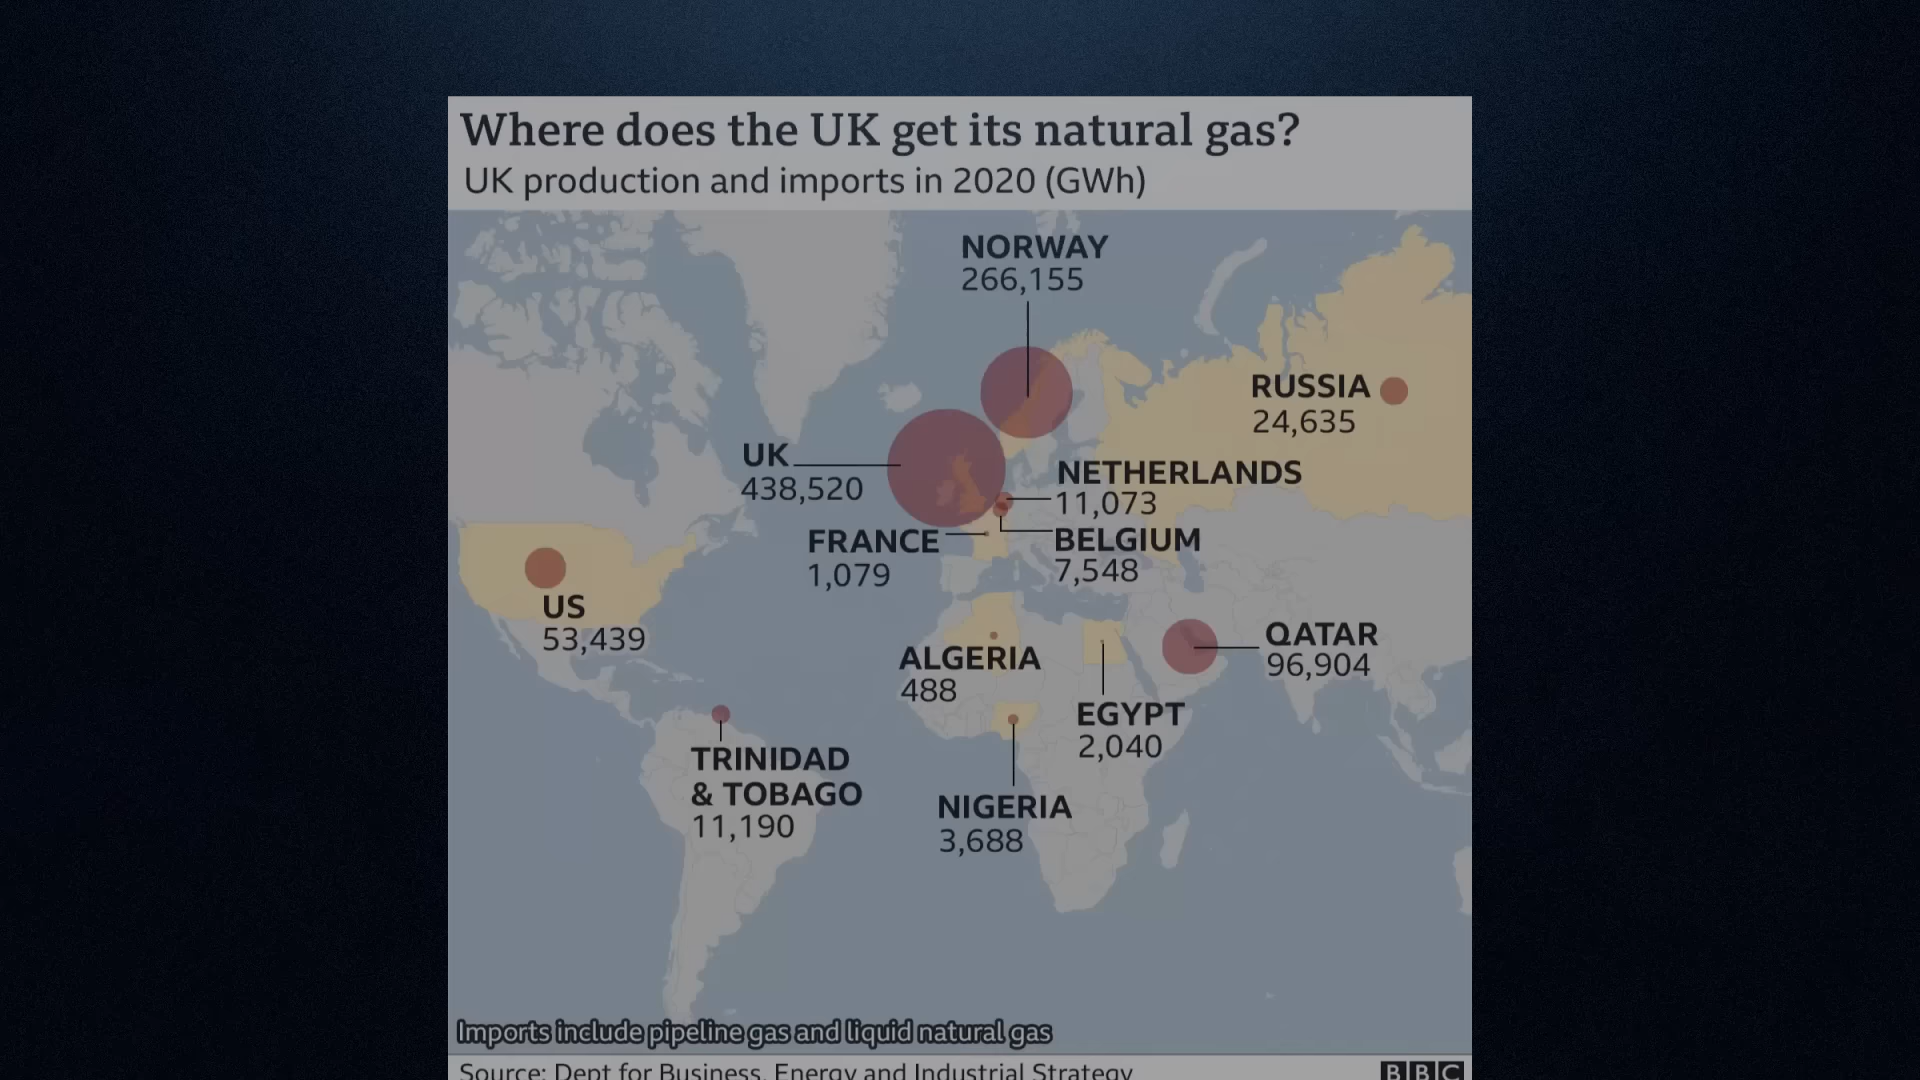 Where does the UK get its natural gas?
UK production and imports in 2020 (GWh)
NORWAY
266,155
RUSSIA
24,635
UK
438,520
NETHERLANDS
11,073
FRANCE
1,079
BELGIUM
7,548
US
53,439
QATAR
96,904
ALGERIA
488
EGYPT
2,040
TRINIDAD
& TOBAGO
11,190
NIGERIA
3,688
Imports include pipeline gas and liquid natural gas
Source: Dept for Business, Energy and Industrial Strategy
BBC